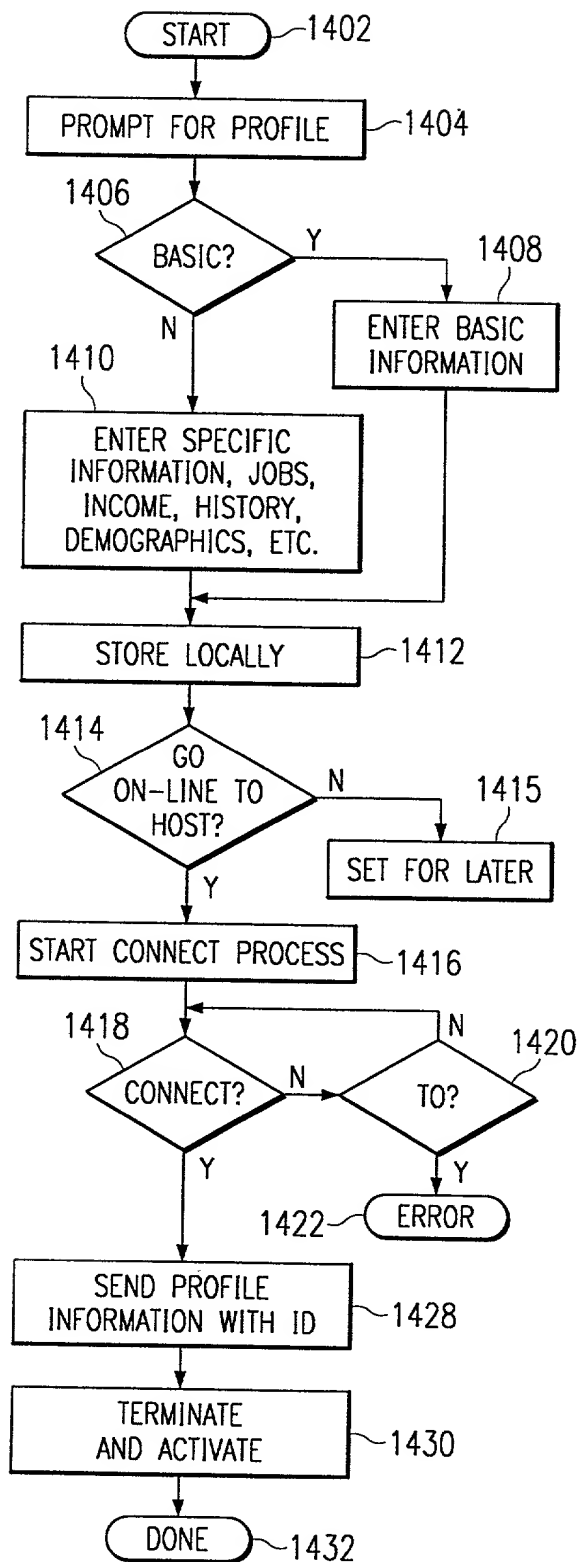 START
1402
PROMPT FOR PROFILE
1404
1406
BASIC?
Y
N
1408
ENTER BASIC
INFORMATION
1410
ENTER SPECIFIC
INFORMATION, JOBS,
INCOME, HISTORY,
DEMOGRAPHICS, ETC.
STORE LOCALLY
1412
1414
GO
ON-LINE TO
HOST?
N
Y
1415
SET FOR LATER
START CONNECT PROCESS
1416
1418
CONNECT?
N
Y
N
1420
TO?
Y
1422
ERROR
SEND PROFILE
INFORMATION WITH ID
1428
TERMINATE
AND ACTIVATE
1430
DONE
1432